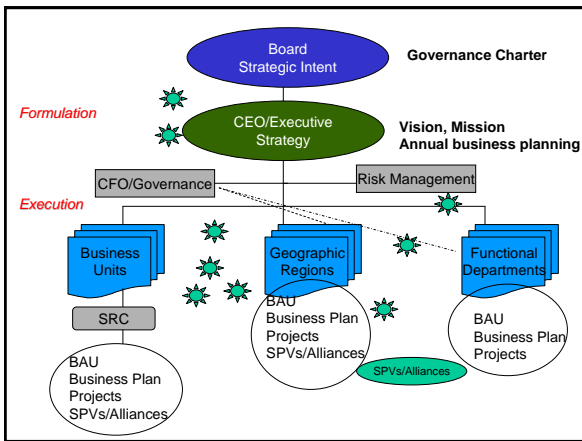 Board
Strategic Intent
Governance Charter
Formulation
CEO/Executive
Strategy
Vision, Mission
Annual business planning
CFO/Governance
Risk Management
Execution
Business
Units
Geographic
Regions
Functional
Departments
SRC
BAU
Business Plan
Projects
SPVs/Alliances
BAU
Business Plan
Projects
SPVs/Alliances
SPVs/Alliances
BAU
Business Plan
Projects